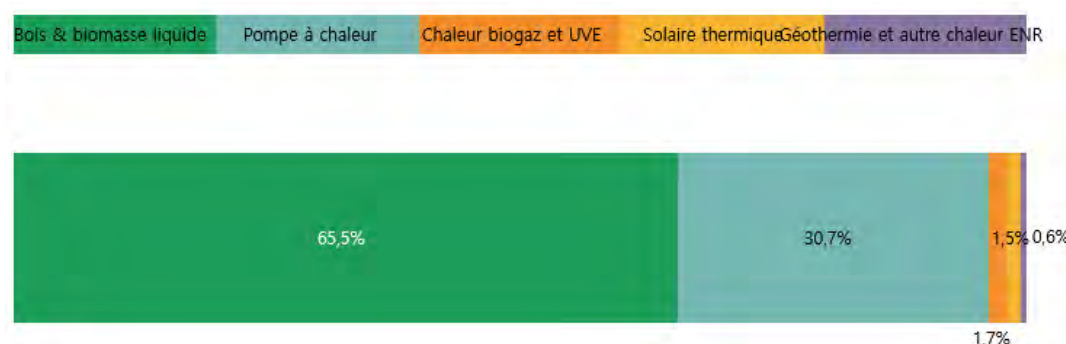 Bois & biomasse liquide
Pompe à chaleur
Chaleur biogaz et UVE
Solaire thermique
Géothermie et autre chaleur ENR
65,5%
30,7%
1,5%
0,6%
1,7%